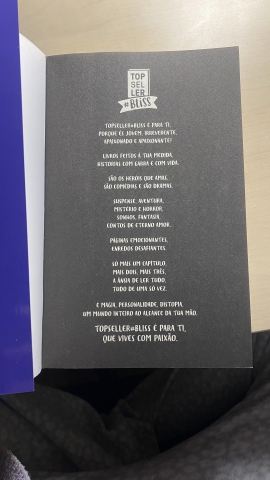 TOP
SEL
LER
#BLISS
TOPSELLER#BLISS É PARA TI,
PORQUE ÉS JOVEM, IRREVERENTE,
APAIXONADO E APAIXONANTE!
LIVROS FEITOS À TUA MEDIDA,
HISTÓRIAS COM GARRA E COM VIDA.
SÃO OS HERÓIS QUE AMAS,
SÃO COMÉDIAS E SÃO DRAMAS.
SUSPENSE, AVENTURA,
MISTÉRIO E HORROR,
SONHOS, FANTASIA,
CONTOS DE ETERNO AMOR.
PÁGINAS EMOCIONANTES,
ENREDOS DESAFIANTES.
SÓ MAIS UM CAPÍTULO,
MAIS DOIS, MAIS TRÊS,
A ÂNSIA DE LER TUDO,
TUDO DE UMA SÓ VEZ.
É MAGIA, PERSONALIDADE, DISTOPIA,
UM MUNDO INTEIRO AO ALCANCE DA TUA MÃO.
TOPSELLER#BLISS É PARA TI,
QUE VIVES COM PAIXÃO.